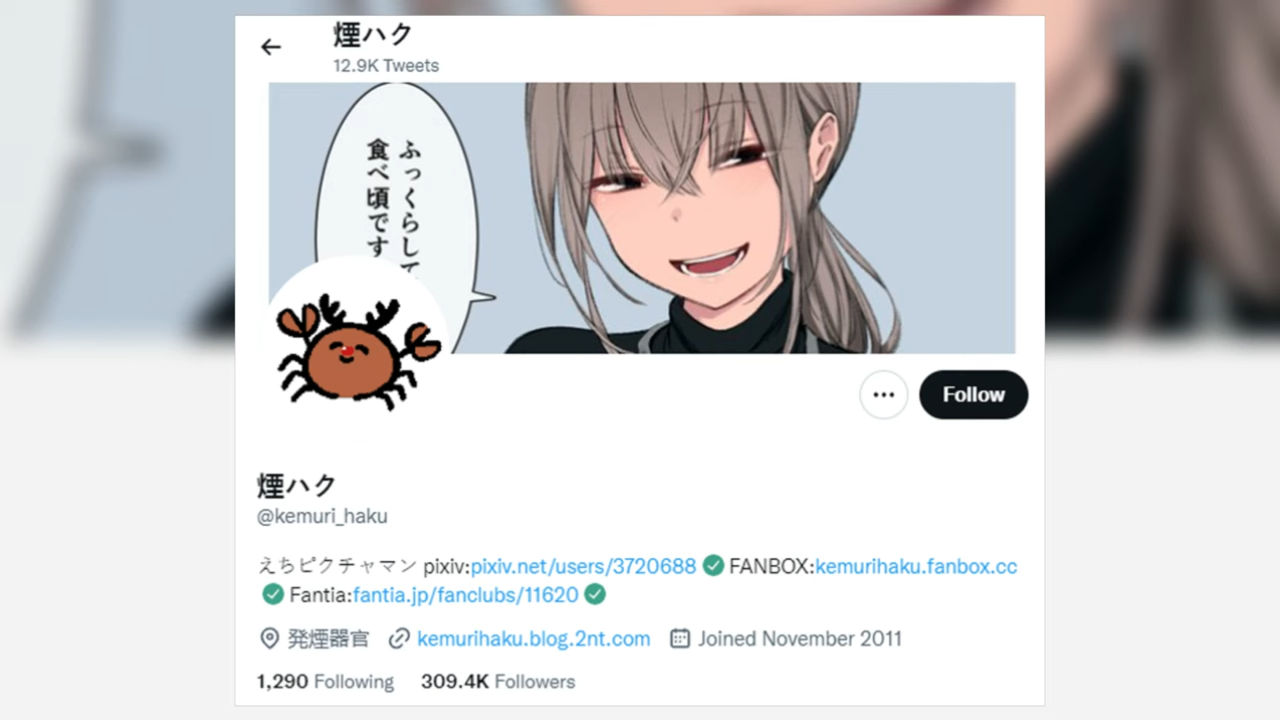 煙ハク
12.9K Tweets
ふっくらして
食べ頃です
Follow
煙ハク
@kemuri_haku
えちピクチャマン pixiv:pixiv.net/users/3720688 ✅ FANBOX:kemurihaku.fanbox.cc
✅ Fantia:fantia.jp/fanclubs/11620 ✅
発煙器官 kemurihaku.blog.2nt.com Joined November 2011
1,290 Following 309.4K Followers